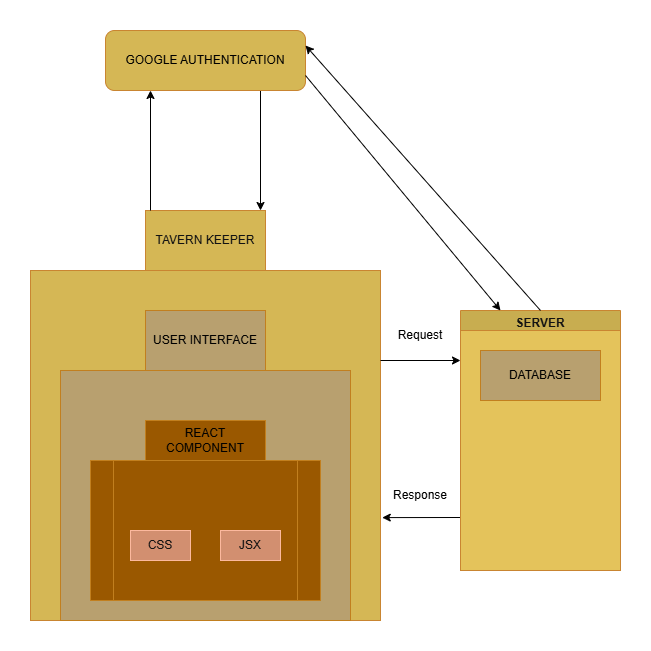 GOOGLE AUTHENTICATION
TAVERN KEEPER
USER INTERFACE
REACT
COMPONENT
CSS
JSX
Request
Response
SERVER
DATABASE